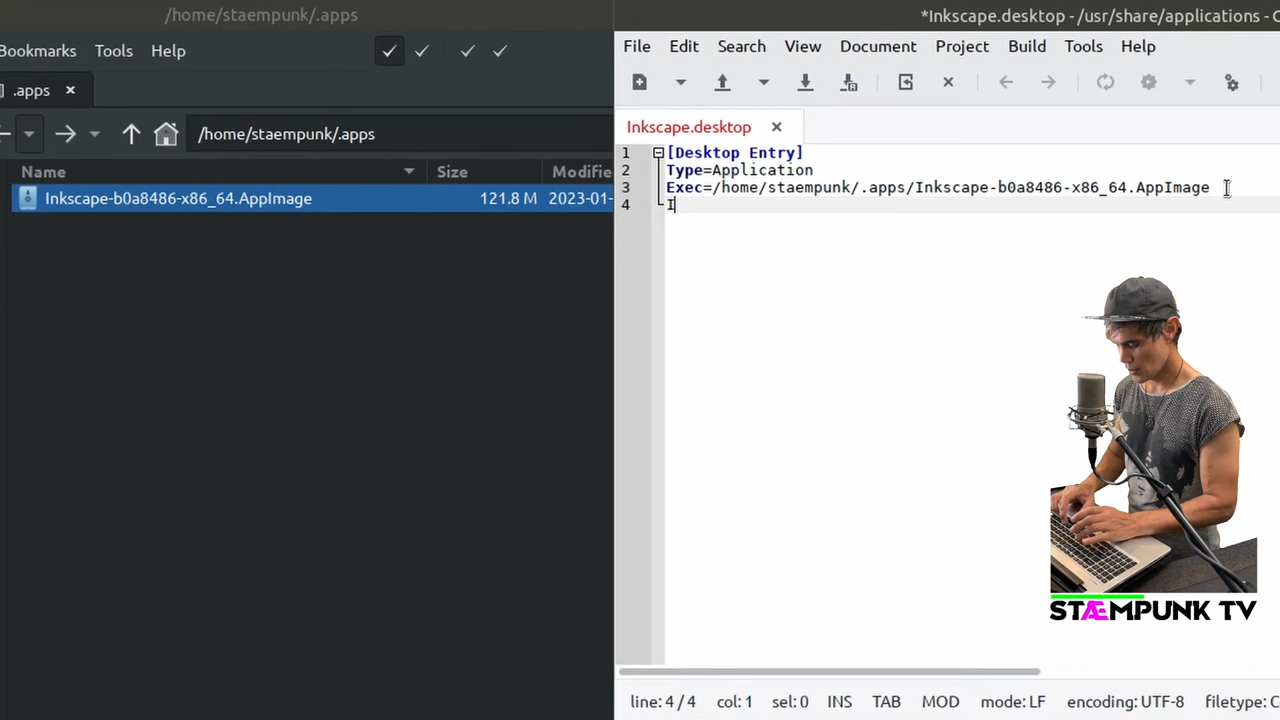 /home/staempunk/.apps
Bookmarks Tools Help
.apps
/home/staempunk/.apps
Name Size Modifie
Inkscape-b0a8486-x86_64.AppImage 121.8 M 2023-01-
*Inkscape.desktop - /usr/share/applications -
File Edit Search View Document Project Build Tools Help
Inkscape.desktop
1 [Desktop Entry]
2 Type=Application
3 Exec=/home/staempunk/.apps/Inkscape-b0a8486-x86_64.AppImage
4 I
STÆMPUNK TV
line: 4 / 4 col: 1 sel: 0 INS TAB MOD mode: LF encoding: UTF-8 filetype: C